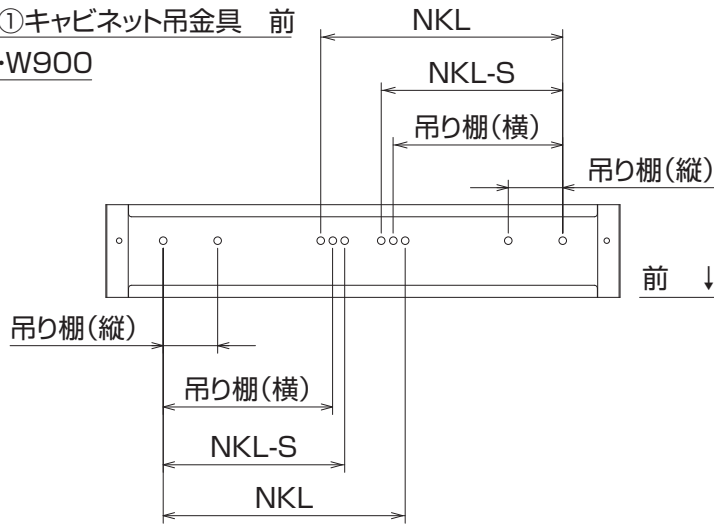 ①キャビネット吊金具 前
・W900
NKL
NKL-S
吊り棚(横)
吊り棚(縦)
前 ↓
吊り棚(縦)
吊り棚(横)
NKL-S
NKL